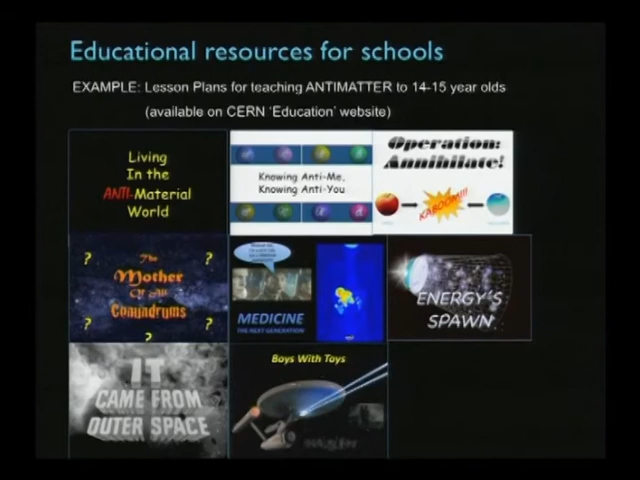 Educational resources for schools
EXAMPLE: Lesson Plans for teaching ANTIMATTER to 14-15 year olds
(available on CERN 'Education' website)
Living
In the
ANTI-Material
World
Knowing Anti-Me,
Knowing Anti-You
Operation:
Annihilate!
KABOOM!!!
?
?
The
Mother
Of All
Conundrums
?
?
?
MEDICINE
THE NEXT GENERATION
ENERGY'S
SPAWN
IT
CAME FROM
OUTER SPACE
Boys With Toys